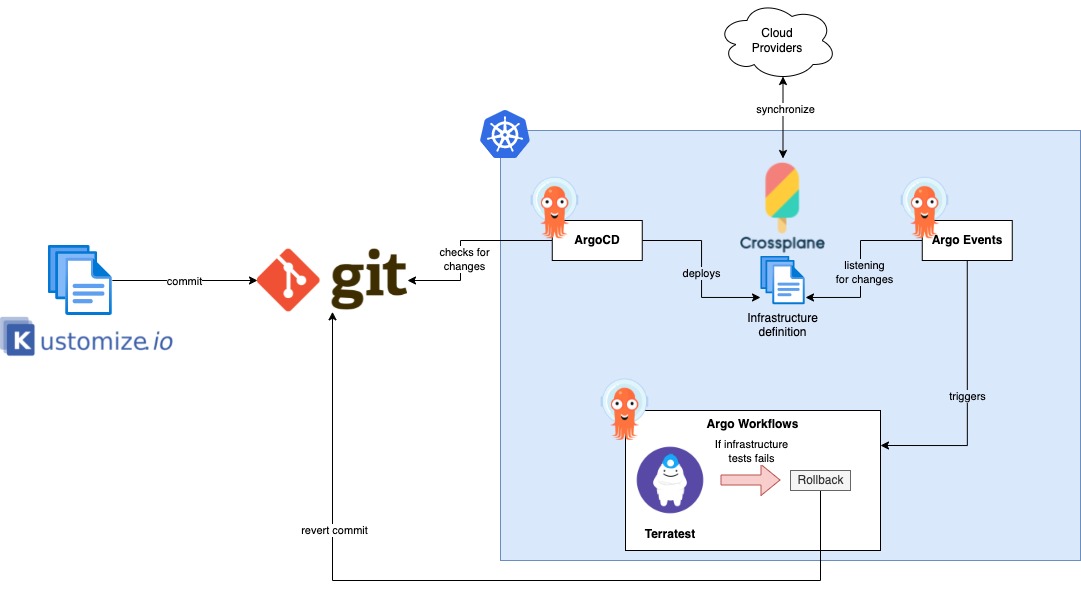 Cloud
Providers
synchronize
ArgoCD
Crossplane
Argo Events
checks for
changes
git
commit
deploys
listening
for changes
Infrastructure
definition
K ustomize.io
triggers
Argo Workflows
If infrastructure
tests fails
Rollback
Terratest
revert commit